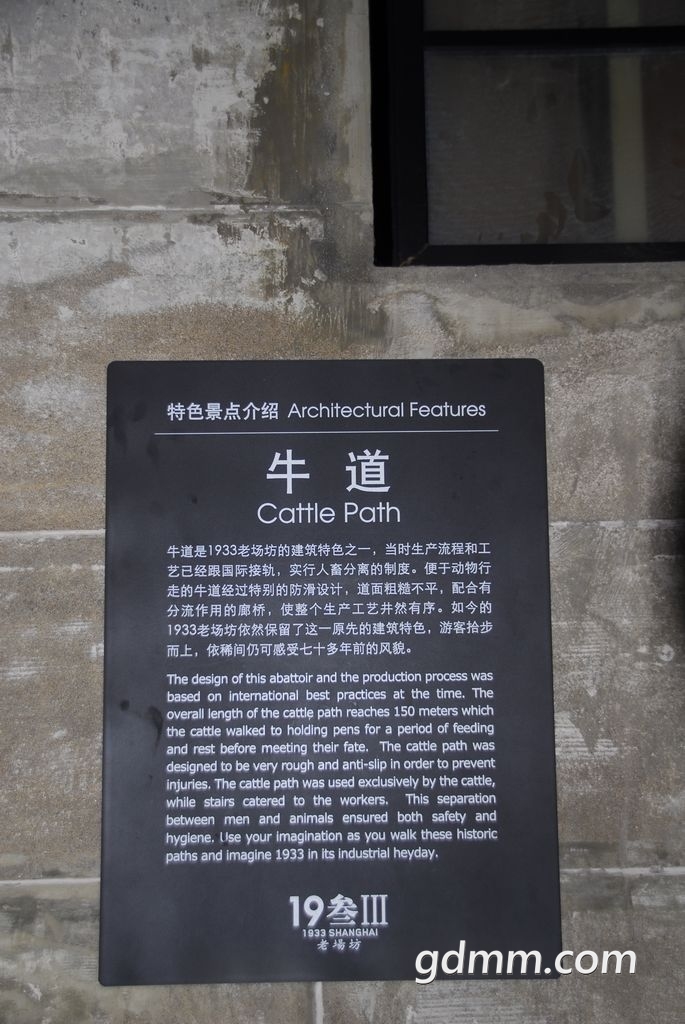 特色景点介绍 Architectural Features
牛 道
Cattle Path
牛道是1933老场坊的建筑特色之一，当时生产流程和工
艺已经跟国际接轨，实行人畜分离的制度。便于动物行
走的牛道经过特别的防滑设计，道面粗糙不平，配合有
分流作用的廊桥，使整个生产工艺井然有序。如今的
1933老场坊依然保留了这一原先的建筑特色，游客拾步
而上，依稀间仍可感受七十多年前的风貌。
The design of this abattoir and the production process was
based on international best practices at the time. The
overall length of the cattle path reaches 150 meters which
the cattle walked to holding pens for a period of feeding
and rest before meeting their fate. The cattle path was
designed to be very rough and anti-slip in order to prevent
injuries. The cattle path was used exclusively by the cattle,
while stairs catered to the workers. This separation
between men and animals ensured both safety and
hygiene. Use your imagination as you walk these historic
paths and imagine 1933 in its industrial heyday.
19叁III
1933 SHANGHAI
老場坊
gdmm.com